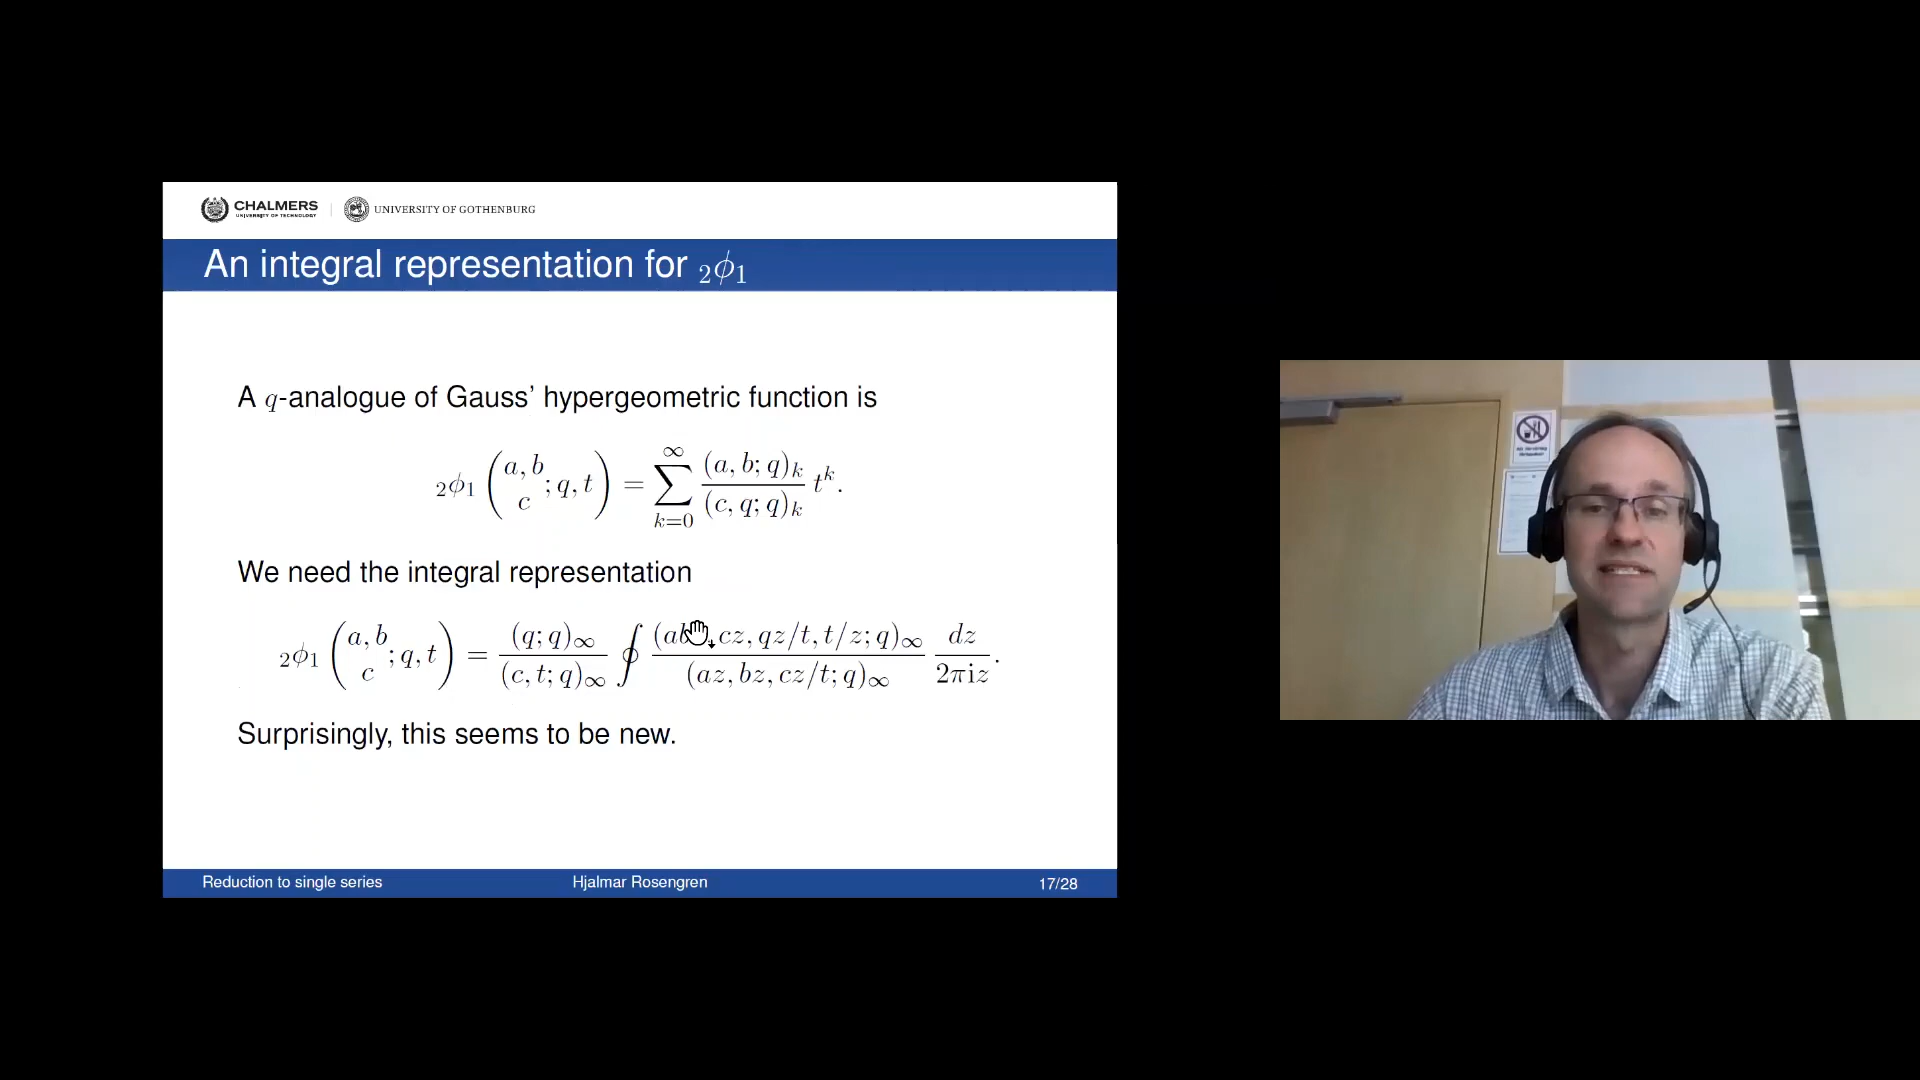 CHALMERS
UNIVERSITY OF TECHNOLOGY
UNIVERSITY OF GOTHENBURG
An integral representation for ₂ϕ₁
A q-analogue of Gauss' hypergeometric function is
₂ϕ₁ (a, b c ; q, t) = ∑_{k=0}^{∞} (a, b; q)ₖ / (c, q; q)ₖ tᵏ.
We need the integral representation
₂ϕ₁ (a, b c ; q, t) = (q; q)∞ / (c, t; q)∞ ∮ (ab , cz, qz/t, t/z; q)∞ / (az, bz, cz/t; q)∞ dz / 2πiz.
Surprisingly, this seems to be new.
Reduction to single series
Hjalmar Rosengren
17/28